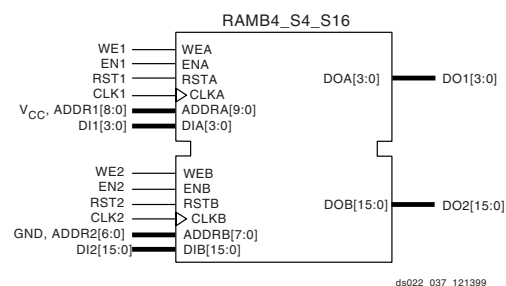 RAMB4_S4_S16
WE1 WEA
EN1 ENA
RST1 RSTA DOA[3:0] DO1[3:0]
CLK1 CLKA
VCC, ADDR1[8:0] ADDRA[9:0]
DI1[3:0] DIA[3:0]
WE2 WEB
EN2 ENB
RST2 RSTB DOB[15:0] DO2[15:0]
CLK2 CLKB
GND, ADDR2[6:0] ADDRB[7:0]
DI2[15:0] DIB[15:0]
ds022_037_121399